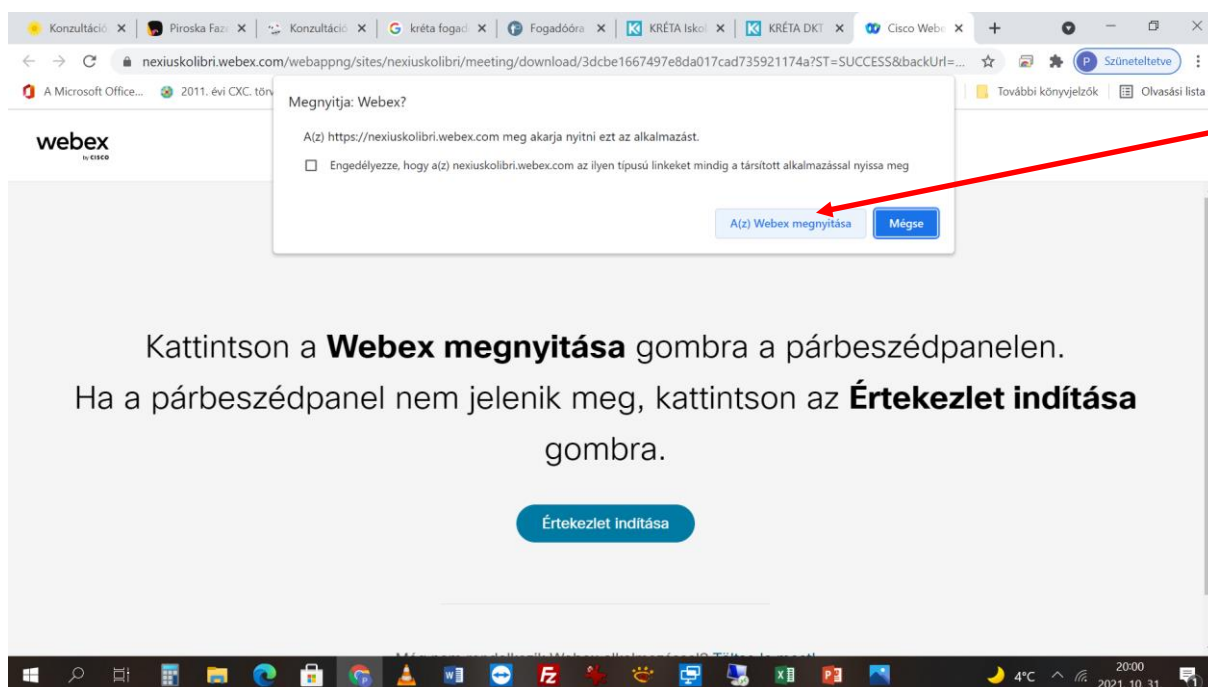 Konzultáció
Piroska Faze
Konzultáció
kréta fogad
Fogadóóra
KRÉTA Iskol
KRÉTA DKT
Cisco Webe
nexiuskolibri.webex.com/webappng/sites/nexiuskolibri/meeting/download/3dcbe1667497e8da017cad735921174a?ST=SUCCESS&backUrl=...
P Szüneteltetve
A Microsoft Office...
2011. évi CXC. törv
További könyvjelzők
Olvasási lista
Megnyitja: Webex?
A(z) https://nexiuskolibri.webex.com meg akarja nyitni ezt az alkalmazást.
Engedélyezze, hogy a(z) nexiuskolibri.webex.com az ilyen típusú linkeket mindig a társított alkalmazással nyissa meg
A(z) Webex megnyitása
Mégse
webex
by CISCO
Kattintson a Webex megnyitása gombra a párbeszédpanelen.
Ha a párbeszédpanel nem jelenik meg, kattintson az Értekezlet indítása
gombra.
Értekezlet indítása
4°C
20:00
2021. 10. 31.